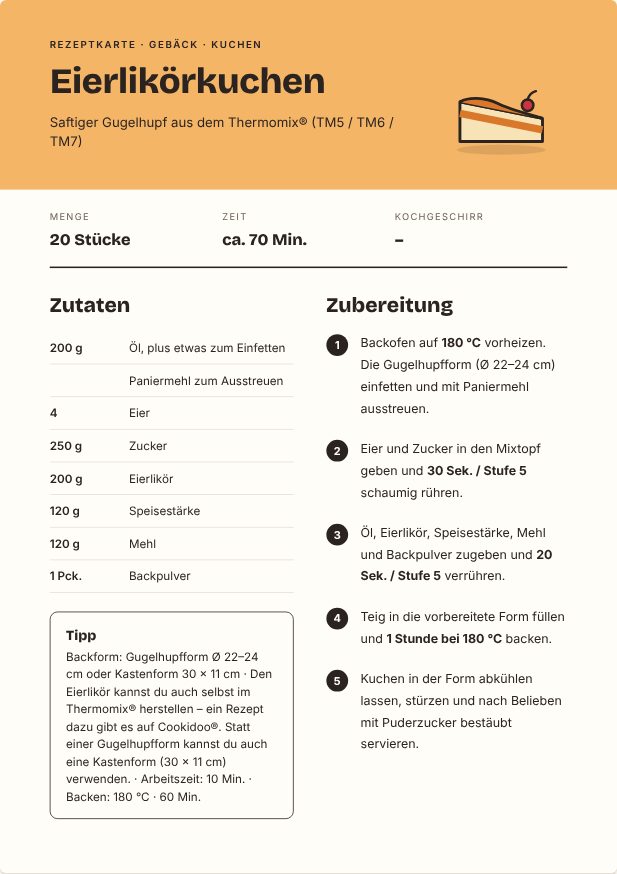 REZEPTKARTE · GEBÄCK · KUCHEN
Eierlikörkuchen
Saftiger Gugelhupf aus dem Thermomix® (TM5 / TM6 /
TM7)
MENGE
20 Stücke
ZEIT
ca. 70 Min.
KOCHGESCHIRR
–
Zutaten
200 g Öl, plus etwas zum Einfetten
Paniermehl zum Ausstreuen
4 Eier
250 g Zucker
200 g Eierlikör
120 g Speisestärke
120 g Mehl
1 Pck. Backpulver
Tipp
Backform: Gugelhupfform Ø 22–24
cm oder Kastenform 30 × 11 cm · Den
Eierlikör kannst du auch selbst im
Thermomix® herstellen – ein Rezept
dazu gibt es auf Cookidoo®. Statt
einer Gugelhupfform kannst du auch
eine Kastenform (30 × 11 cm)
verwenden. · Arbeitszeit: 10 Min. ·
Backen: 180 °C · 60 Min.
Zubereitung
1 Backofen auf 180 °C vorheizen.
Die Gugelhupfform (Ø 22–24 cm)
einfetten und mit Paniermehl
ausstreuen.
2 Eier und Zucker in den Mixtopf
geben und 30 Sek. / Stufe 5
schaumig rühren.
3 Öl, Eierlikör, Speisestärke, Mehl
und Backpulver zugeben und 20
Sek. / Stufe 5 verrühren.
4 Teig in die vorbereitete Form füllen
und 1 Stunde bei 180 °C backen.
5 Kuchen in der Form abkühlen
lassen, stürzen und nach Belieben
mit Puderzucker bestäubt
servieren.